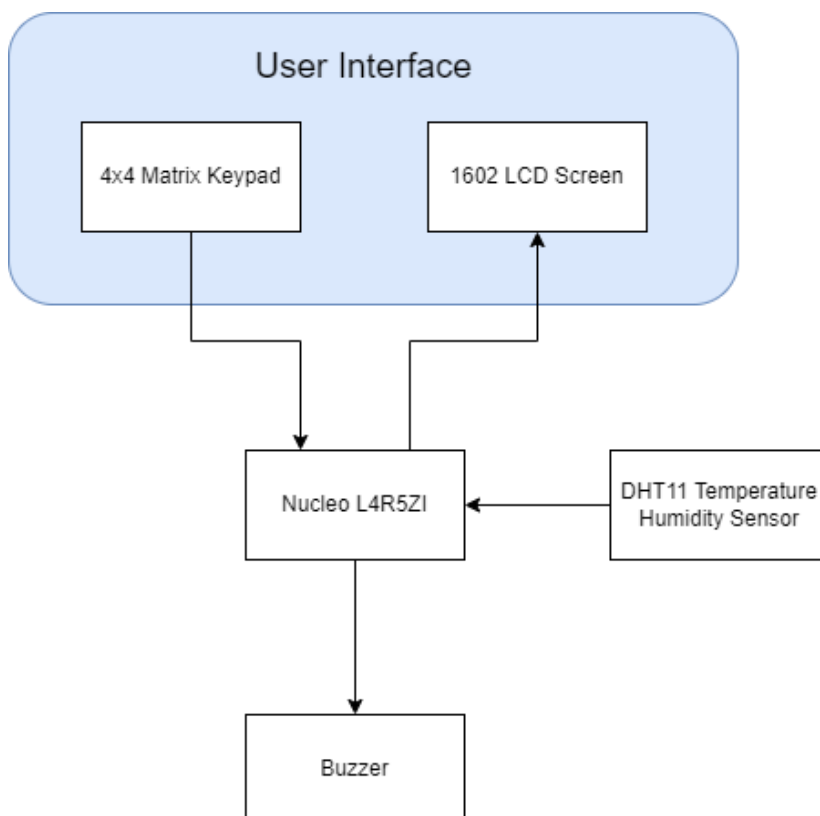 User Interface
4x4 Matrix Keypad
1602 LCD Screen
Nucleo L4R5ZI
DHT11 Temperature
Humidity Sensor
Buzzer